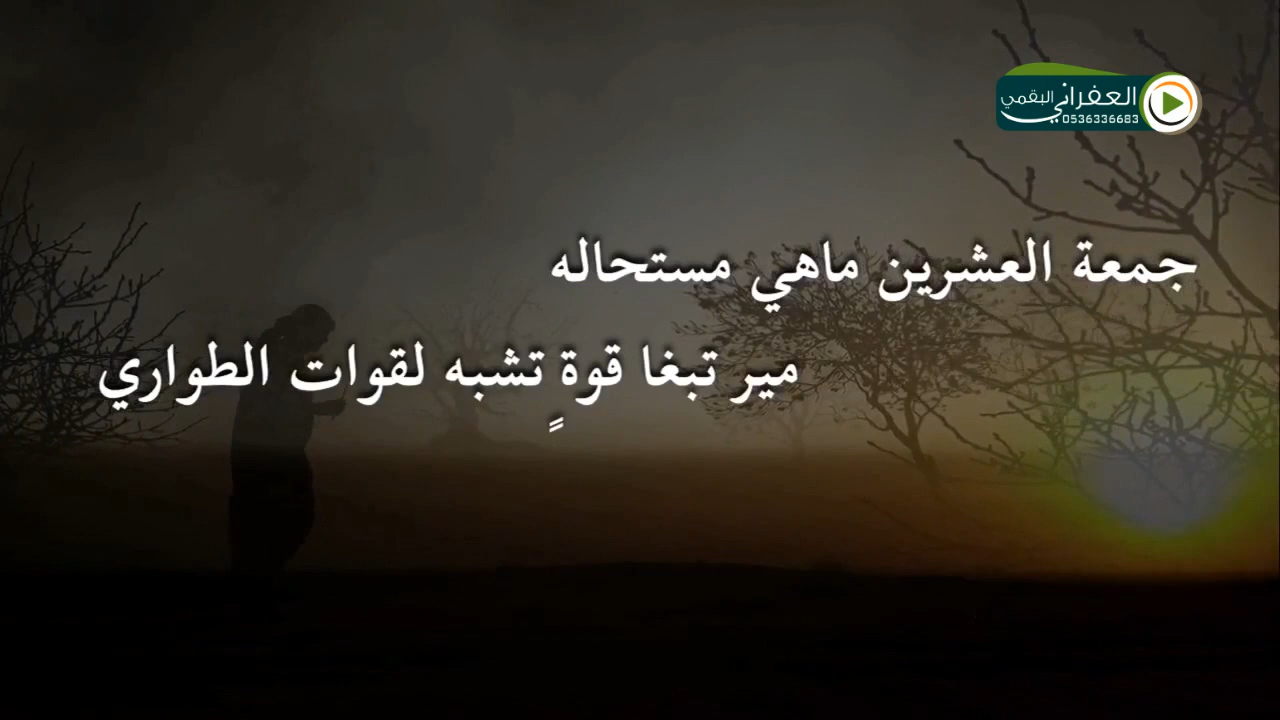 العفراني البقمي
0536336683
جمعة العشرين ماهي مستحاله
مير تبغا قوةٍ تشبه لقوات الطواري